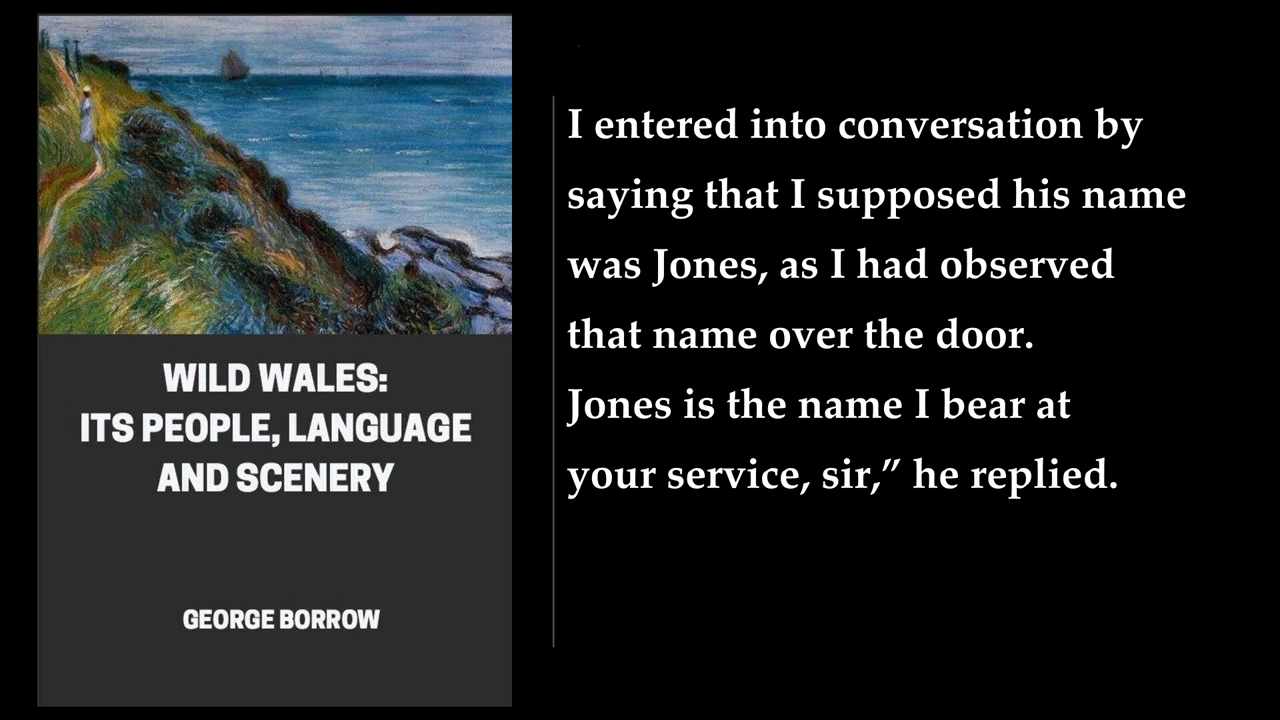 WILD WALES:
ITS PEOPLE, LANGUAGE
AND SCENERY
GEORGE BORROW
I entered into conversation by
saying that I supposed his name
was Jones, as I had observed
that name over the door.
Jones is the name I bear at
your service, sir,” he replied.